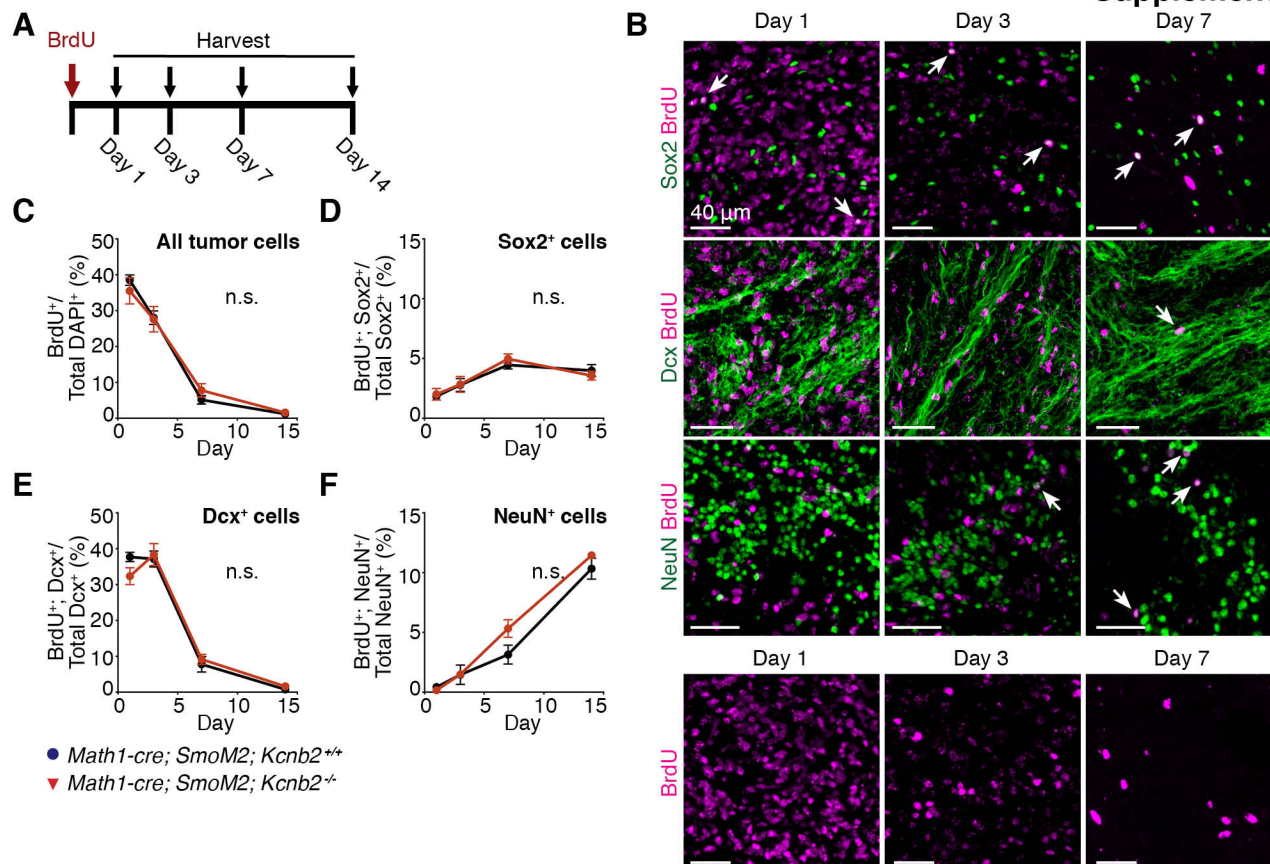 A
BrdU
Harvest
Day 1
Day 3
Day 7
Day 14
B
Day 1
Day 3
Day 7
Sox2 BrdU
40 µm
Dcx BrdU
NeuN BrdU
Day 1
Day 3
Day 7
BrdU
C
All tumor cells
n.s.
BrdU⁺/
Total DAPI⁺ (%)
50
40
30
20
10
0
0
5
10
15
Day
D
Sox2⁺ cells
n.s.
BrdU⁺; Sox2⁺/
Total Sox2⁺ (%)
15
10
5
0
0
5
10
15
Day
E
Dcx⁺ cells
n.s.
BrdU⁺; Dcx⁺/
Total Dcx⁺ (%)
50
40
30
20
10
0
0
5
10
15
Day
F
NeuN⁺ cells
n.s.
BrdU⁺; NeuN⁺/
Total NeuN⁺ (%)
15
10
5
0
0
5
10
15
Day
Math1-cre; SmoM2; Kcnb2⁺/⁺
Math1-cre; SmoM2; Kcnb2⁻/⁻